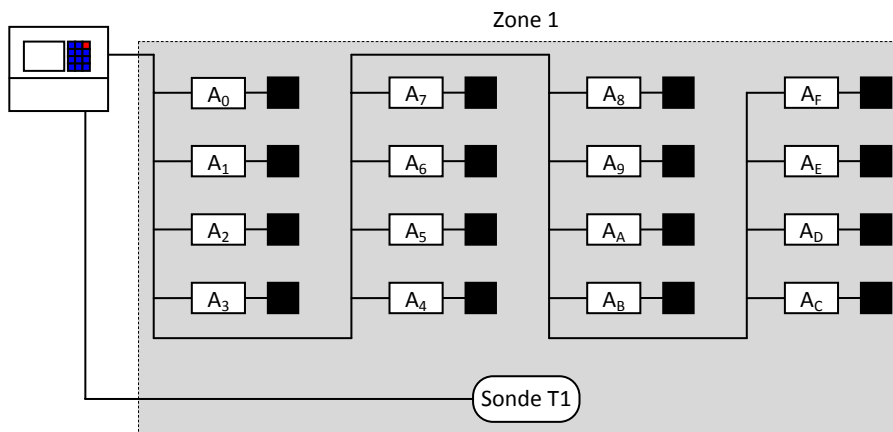 Zone 1
A0 A7 A8 AF
A1 A6 A9 AE
A2 A5 AA AD
A3 A4 AB AC
Sonde T1